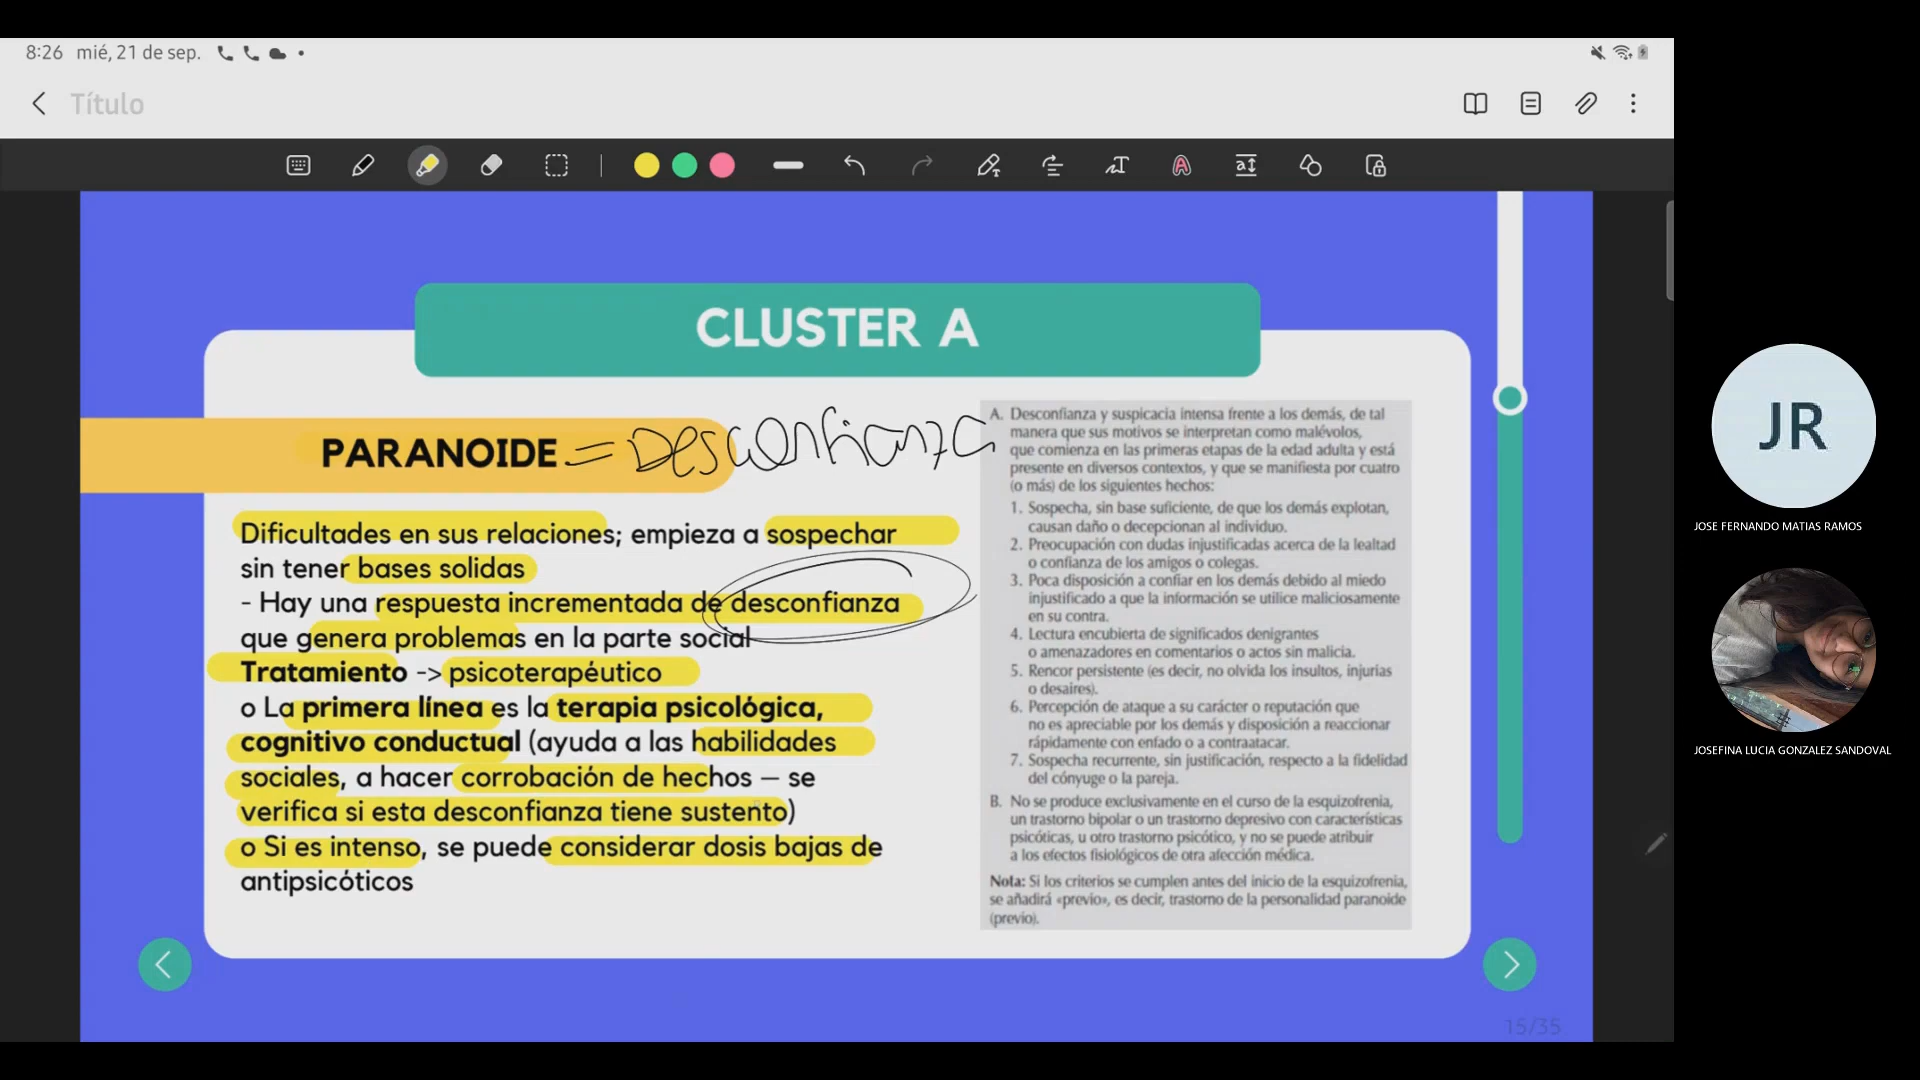 8:26 mié, 21 de sep.
Título
CLUSTER A
PARANOIDE = Desconfianza
Dificultades en sus relaciones; empieza a sospechar
sin tener bases solidas
- Hay una respuesta incrementada de desconfianza
que genera problemas en la parte social
Tratamiento -> psicoterapéutico
o La primera línea es la terapia psicológica,
cognitivo conductual (ayuda a las habilidades
sociales, a hacer corrobación de hechos – se
verifica si esta desconfianza tiene sustento)
o Si es intenso, se puede considerar dosis bajas de
antipsicóticos
A. Desconfianza y suspicacia intensa frente a los demás, de tal
manera que sus motivos se interpretan como malévolos,
que comienza en las primeras etapas de la edad adulta y está
presente en diversos contextos, y que se manifiesta por cuatro
(o más) de los siguientes hechos:
1. Sospecha, sin base suficiente, de que los demás explotan,
causan daño o decepcionan al individuo.
2. Preocupación con dudas injustificadas acerca de la lealtad
o confianza de los amigos o colegas.
3. Poca disposición a confiar en los demás debido al miedo
injustificado a que la información se utilice maliciosamente
en su contra.
4. Lectura encubierta de significados denigrantes
o amenazadores en comentarios o actos sin malicia.
5. Rencor persistente (es decir, no olvida los insultos, injurias
o desaires).
6. Percepción de ataque a su carácter o reputación que
no es apreciable por los demás y disposición a reaccionar
rápidamente con enfado o a contraatacar.
7. Sospecha recurrente, sin justificación, respecto a la fidelidad
del cónyuge o la pareja.
B. No se produce exclusivamente en el curso de la esquizofrenia,
un trastorno bipolar o un trastorno depresivo con características
psicóticas, u otro trastorno psicótico, y no se puede atribuir
a los efectos fisiológicos de otra afección médica.
Nota: Si los criterios se cumplen antes del inicio de la esquizofrenia,
se añadirá «previo», es decir, trastorno de la personalidad paranoide
(previo).
15/35
JR
JOSE FERNANDO MATIAS RAMOS
JOSEFINA LUCIA GONZALEZ SANDOVAL